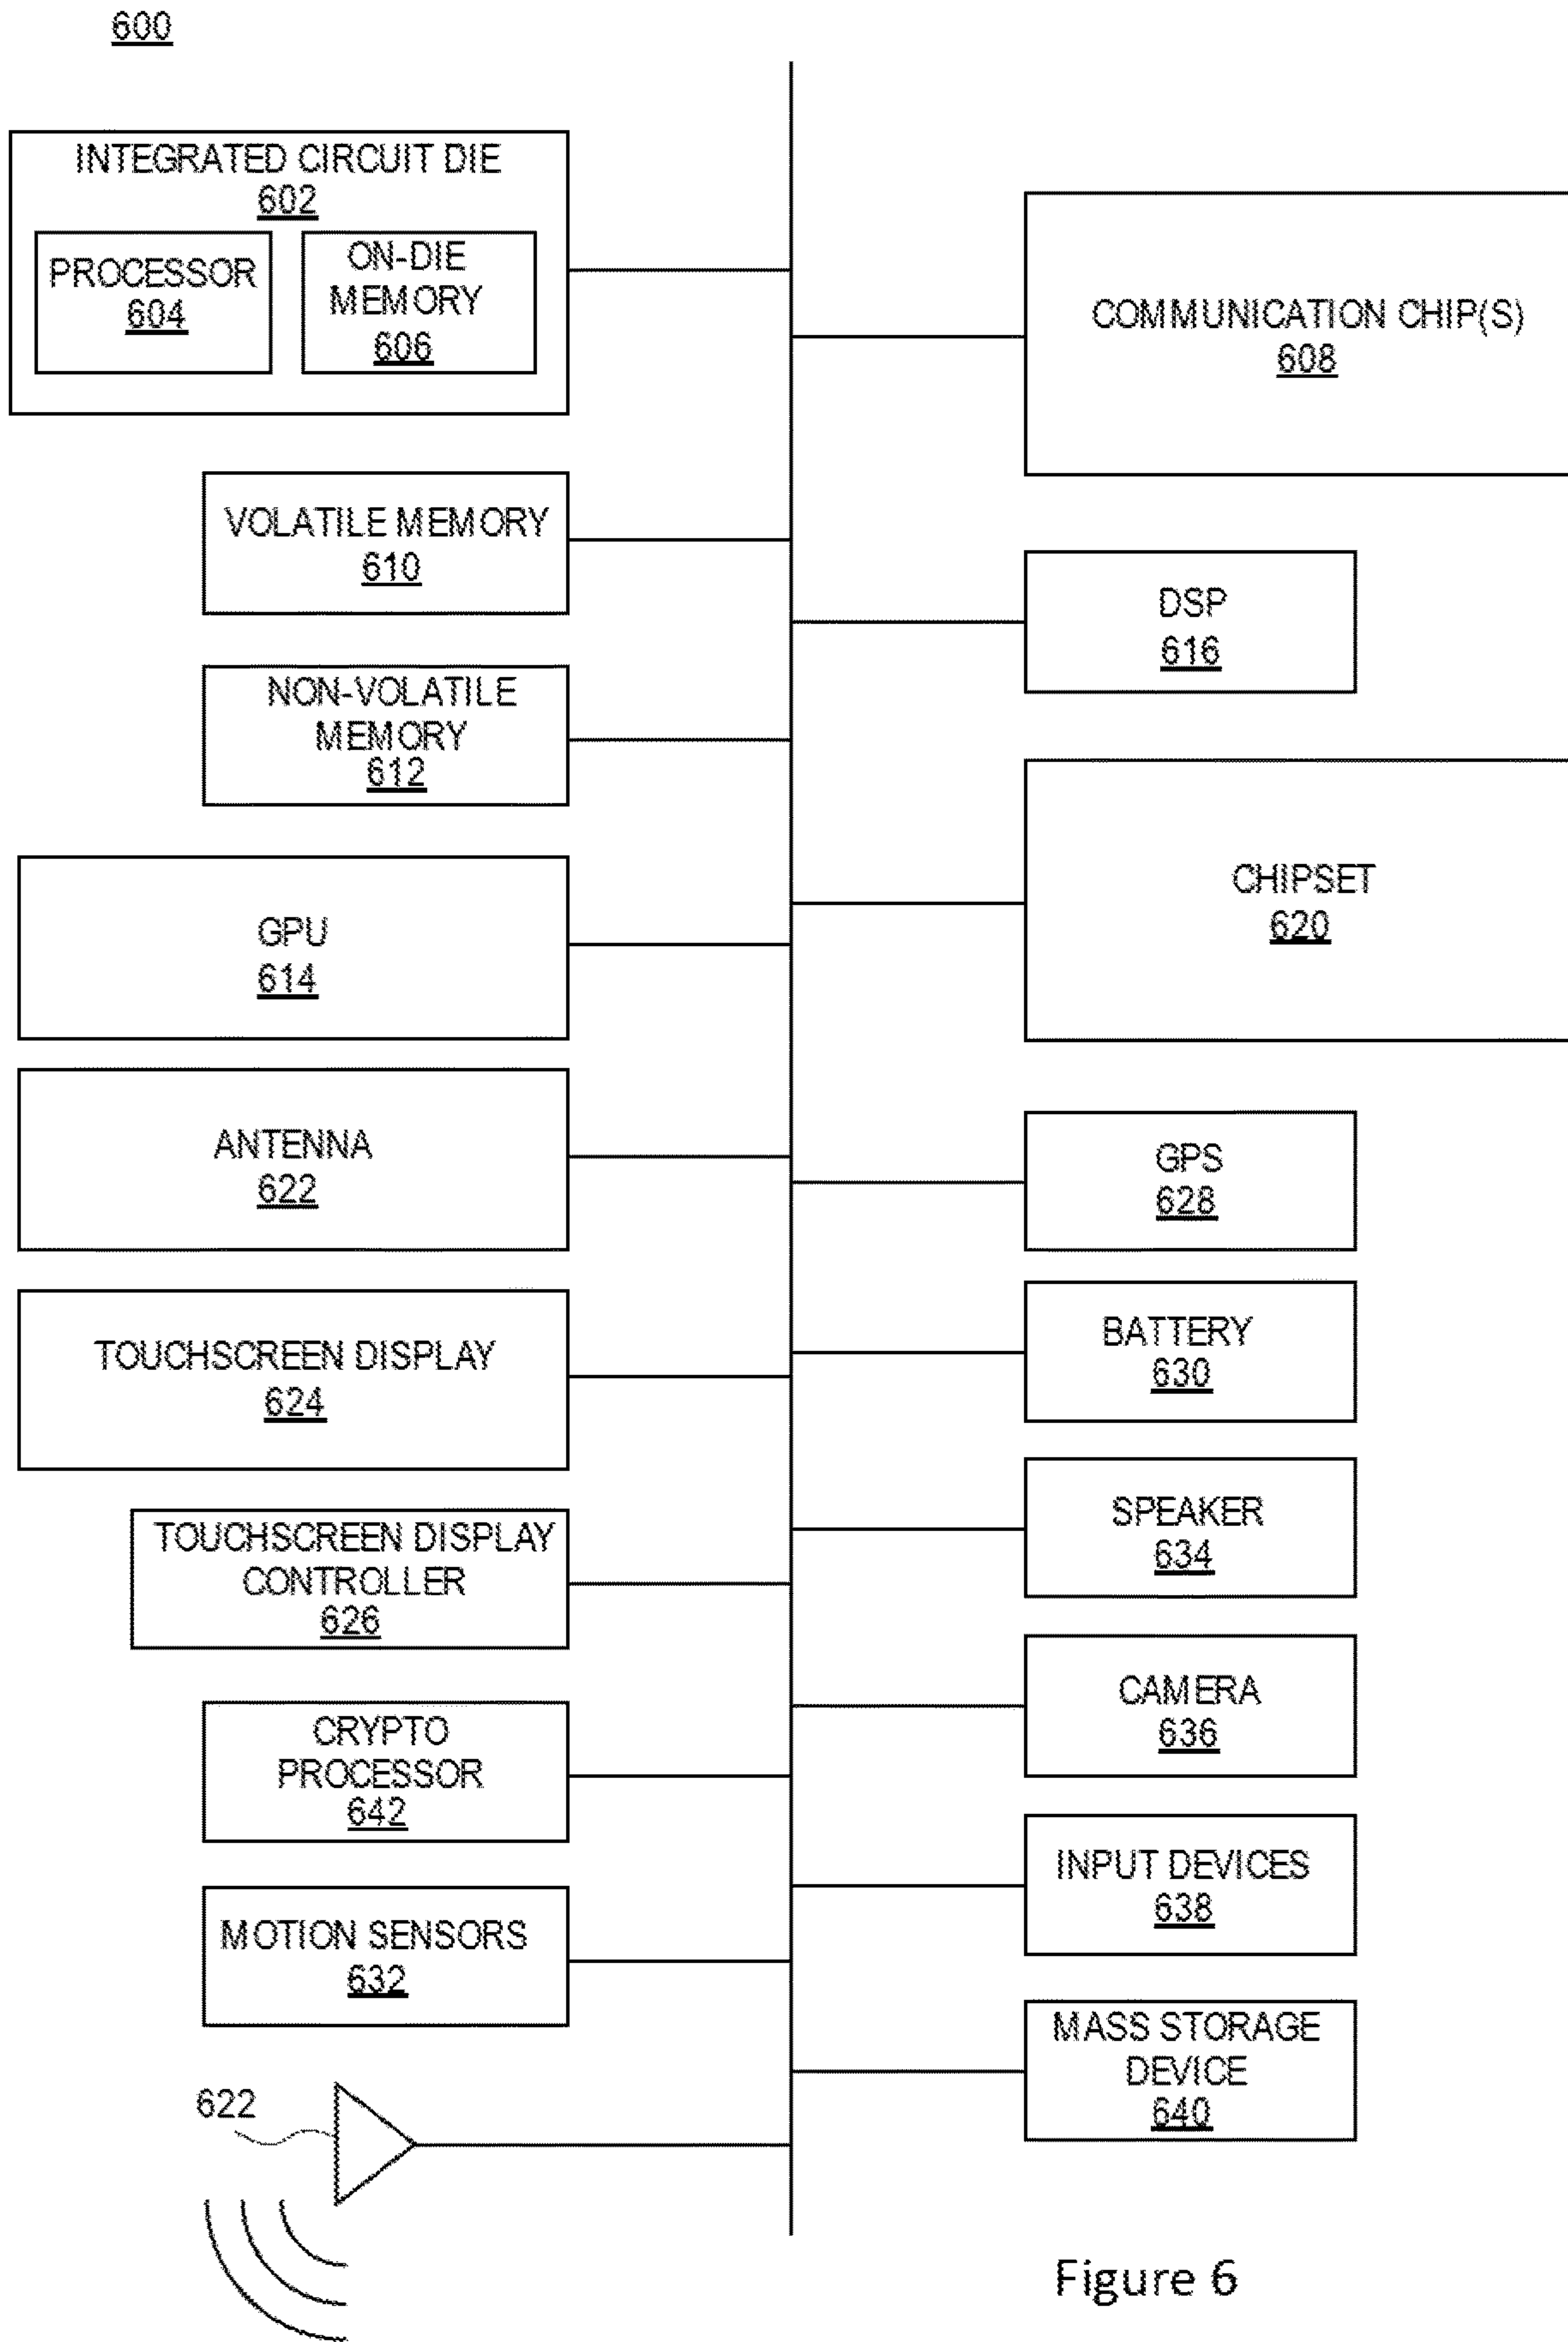 600
INTEGRATED CIRCUIT DIE
602
PROCESSOR
604
ON-DIE
MEMORY
606
COMMUNICATION CHIP(S)
608
VOLATILE MEMORY
610
DSP
616
NON-VOLATILE
MEMORY
612
CHIPSET
620
GPU
614
ANTENNA
622
GPS
628
TOUCHSCREEN DISPLAY
624
BATTERY
630
SPEAKER
634
TOUCHSCREEN DISPLAY
CONTROLLER
626
CAMERA
636
CRYPTO
PROCESSOR
642
INPUT DEVICES
638
MOTION SENSORS
632
MASS STORAGE
DEVICE
640
622
Figure 6